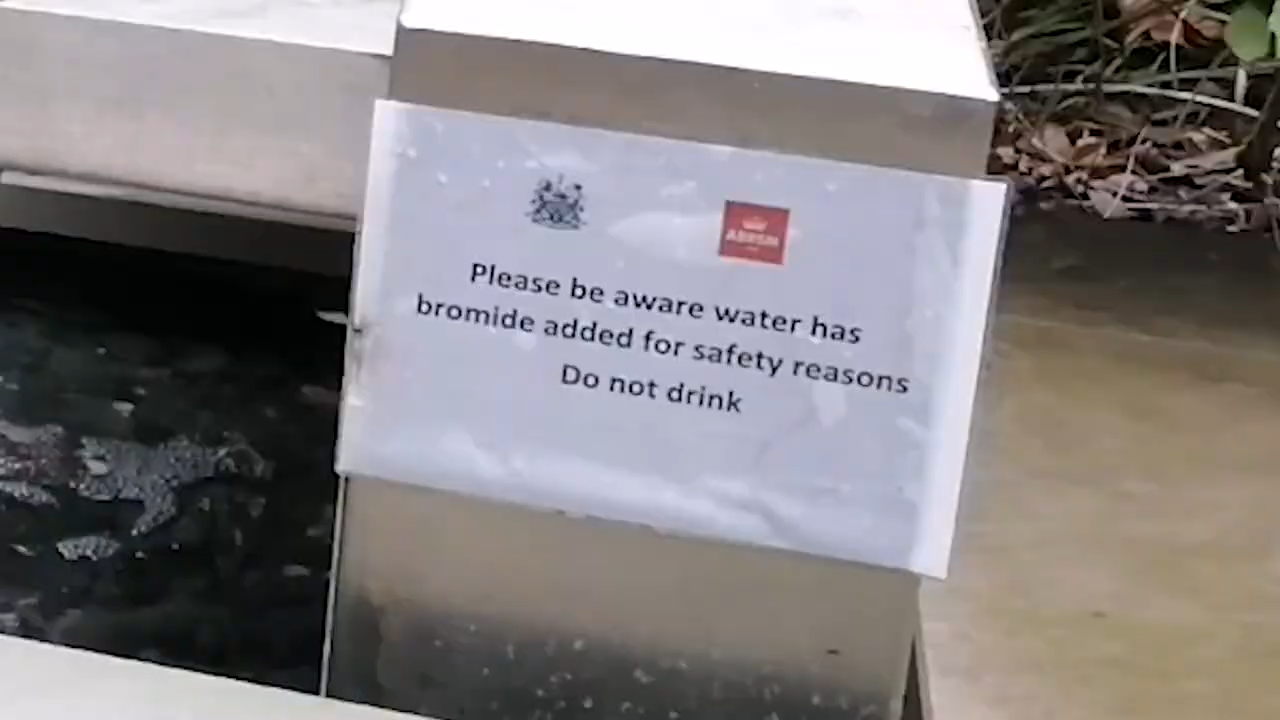 Please be aware water has
bromide added for safety reasons
Do not drink